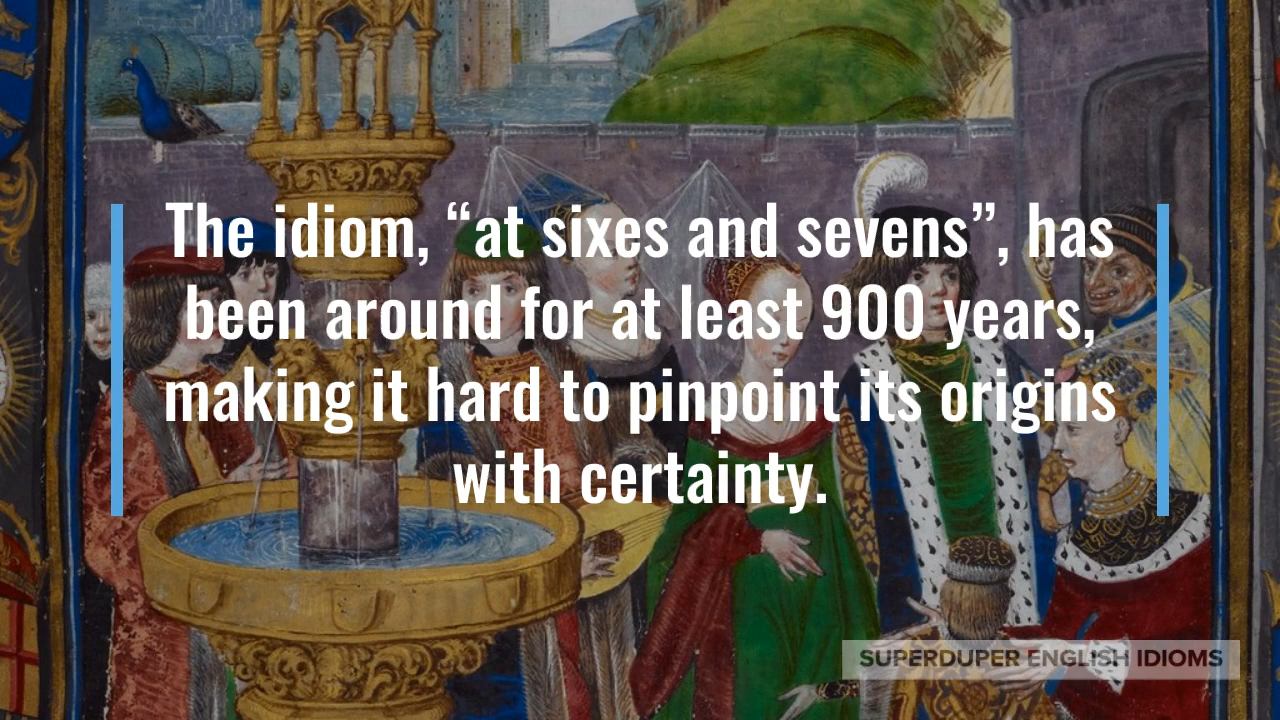 The idiom, “at sixes and sevens”, has
been around for at least 900 years,
making it hard to pinpoint its origins
with certainty.
SUPERDUPER ENGLISH IDIOMS